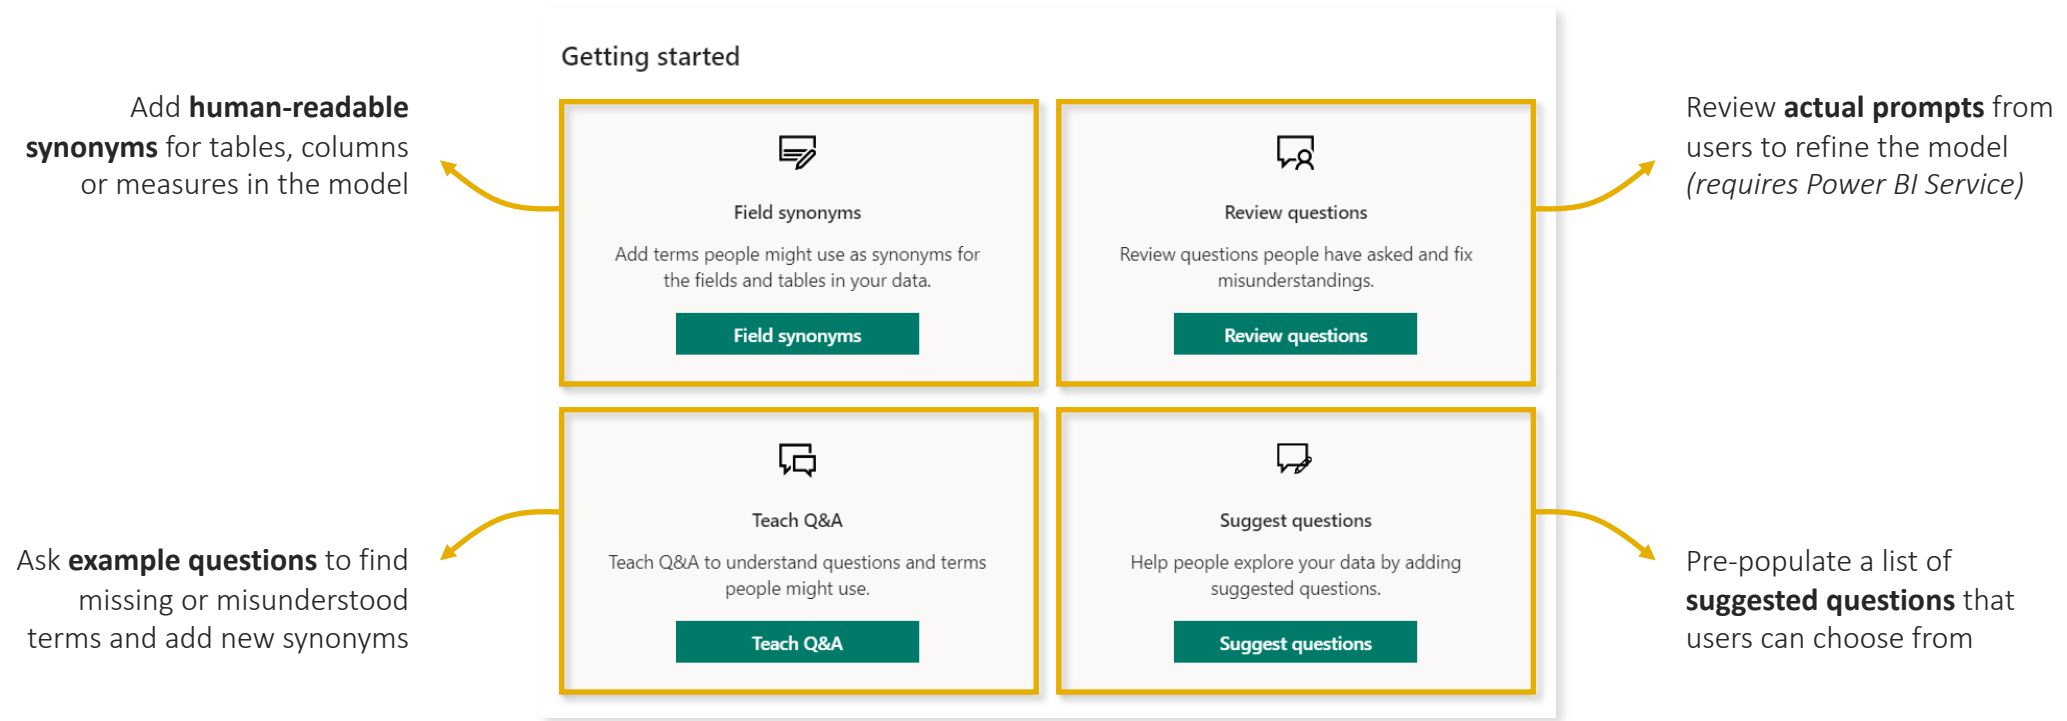 Getting started
Add human-readable
synonyms for tables, columns
or measures in the model
Field synonyms
Add terms people might use as synonyms for
the fields and tables in your data.
Field synonyms
Review questions
Review questions people have asked and fix
misunderstandings.
Review questions
Review actual prompts from
users to refine the model
(requires Power BI Service)
Ask example questions to find
missing or misunderstood
terms and add new synonyms
Teach Q&A
Teach Q&A to understand questions and terms
people might use.
Teach Q&A
Suggest questions
Help people explore your data by adding
suggested questions.
Suggest questions
Pre-populate a list of
suggested questions that
users can choose from